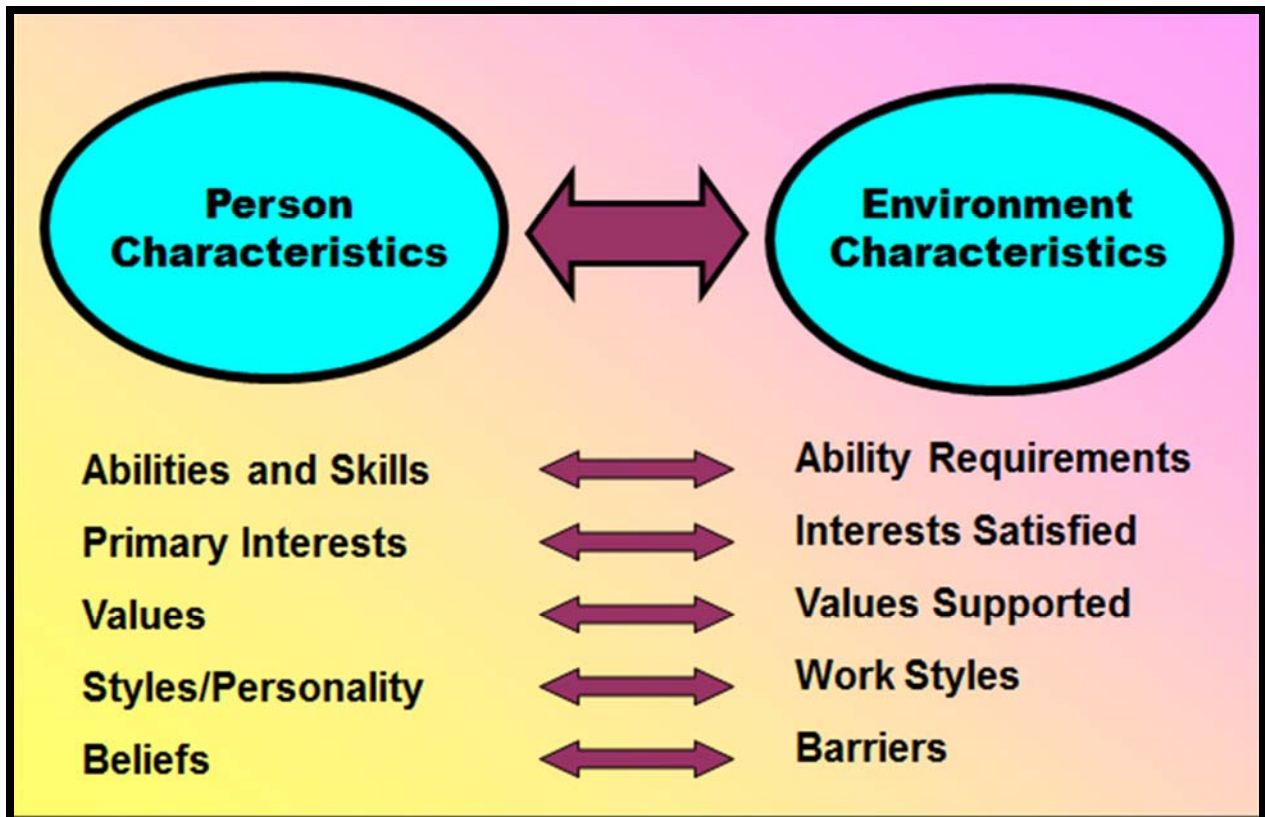 Person
Characteristics
Environment
Characteristics
Abilities and Skills
Ability Requirements
Primary Interests
Interests Satisfied
Values
Values Supported
Styles/Personality
Work Styles
Beliefs
Barriers